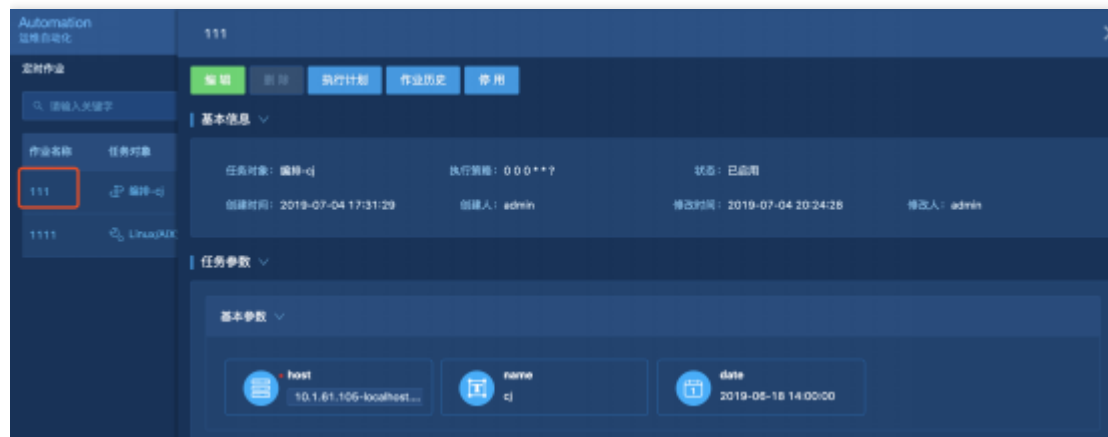 Automation
运维自动化
定时作业
请输入关键字
作业名称 任务对象
111 编排-cj
1111 Linux/AIX
111
编辑 删除 执行计划 作业历史 停用
基本信息
任务对象：编排-cj 执行策略：0 0 0 * * ? 状态：已启用
创建时间：2019-07-04 17:31:29 创建人：admin 修改时间：2019-07-04 20:24:28 修改人：admin
任务参数
基本参数
* host
10.1.61.105-localhost...
name
cj
date
2019-06-18 14:00:00